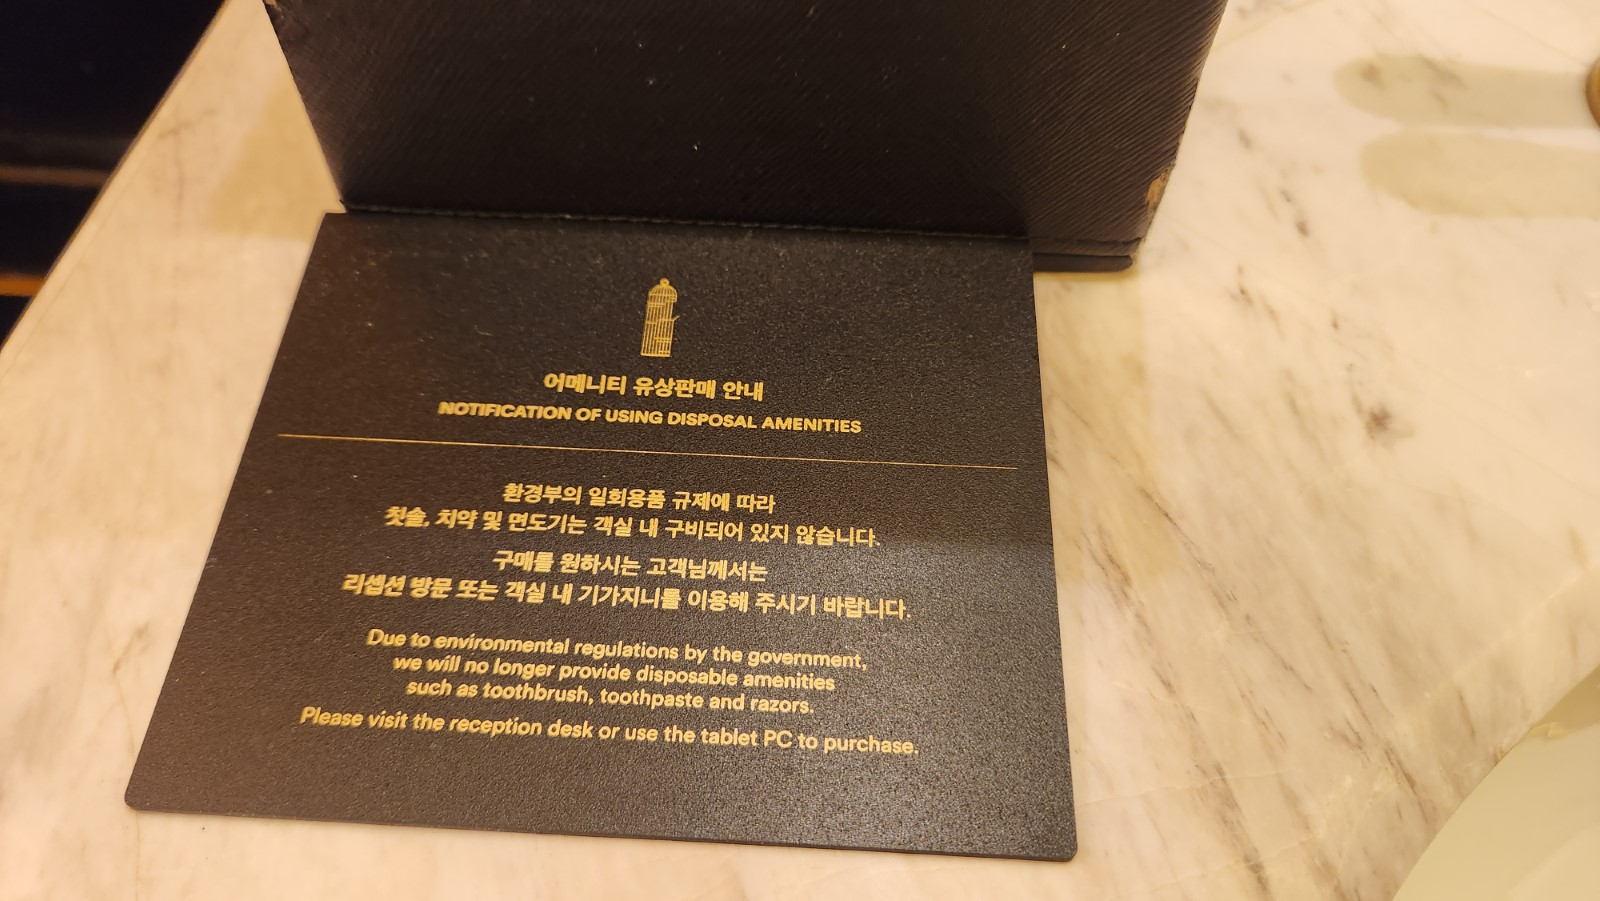 어메니티 유상판매 안내
NOTIFICATION OF USING DISPOSAL AMENITIES
환경부의 일회용품 규제에 따라
칫솔, 치약 및 면도기는 객실 내 구비되어 있지 않습니다.
구매를 원하시는 고객님께서는
리셉션 방문 또는 객실 내 기가지니를 이용해 주시기 바랍니다.
Due to environmental regulations by the government,
we will no longer provide disposable amenities
such as toothbrush, toothpaste and razors.
Please visit the reception desk or use the tablet PC to purchase.